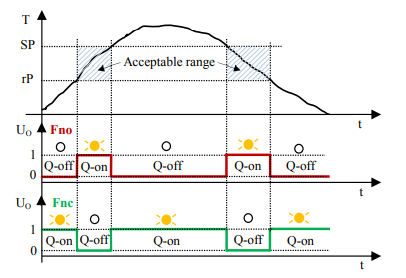 T
SP
Acceptable range
rP
t
Uo Fno
1
Q-off Q-on Q-off Q-on Q-off
0
t
Uo Fnc
1
Q-on Q-off Q-on Q-off Q-on
0
t